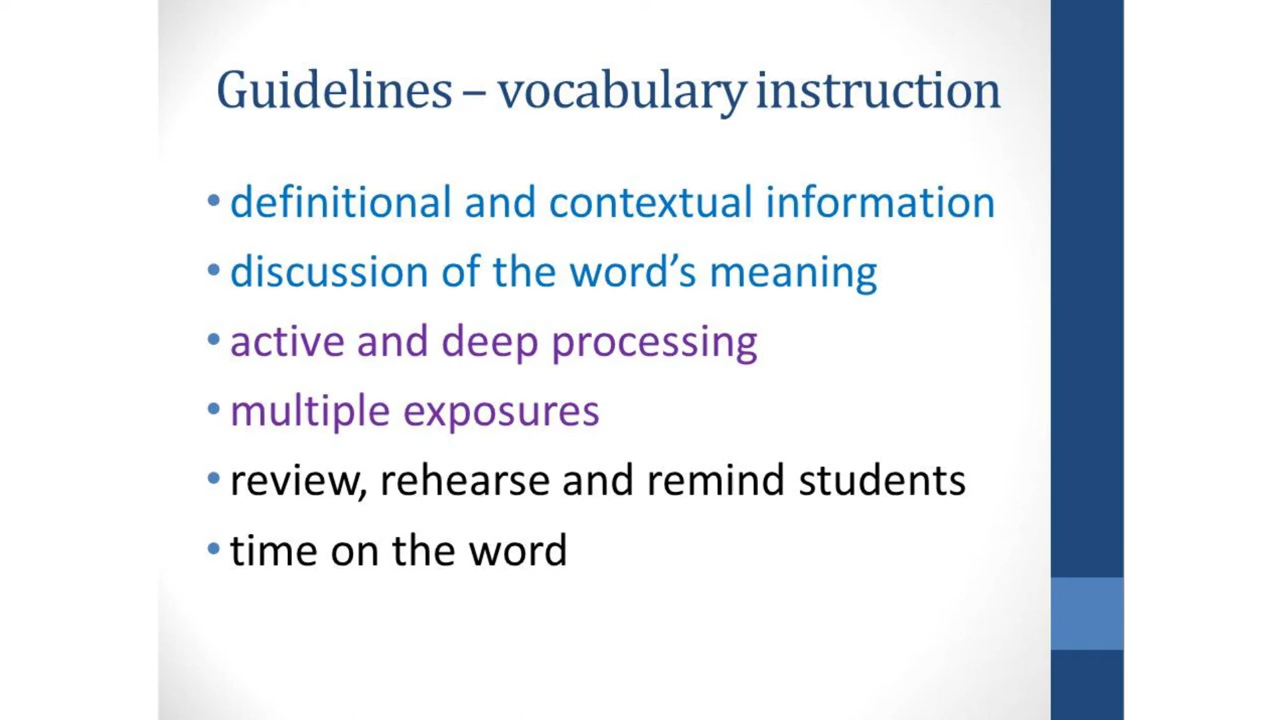 Guidelines – vocabulary instruction
• definitional and contextual information
• discussion of the word’s meaning
• active and deep processing
• multiple exposures
• review, rehearse and remind students
• time on the word